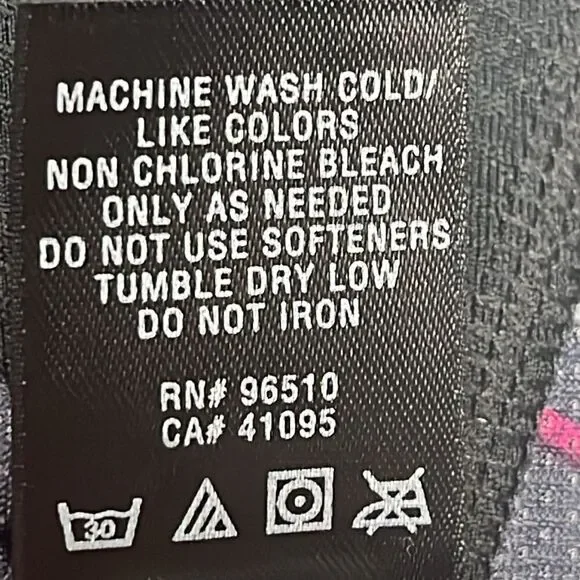 MACHINE WASH COLD/
LIKE COLORS
NON CHLORINE BLEACH
ONLY AS NEEDED
DO NOT USE SOFTENERS
TUMBLE DRY LOW
DO NOT IRON
RN# 96510
CA# 41095
30